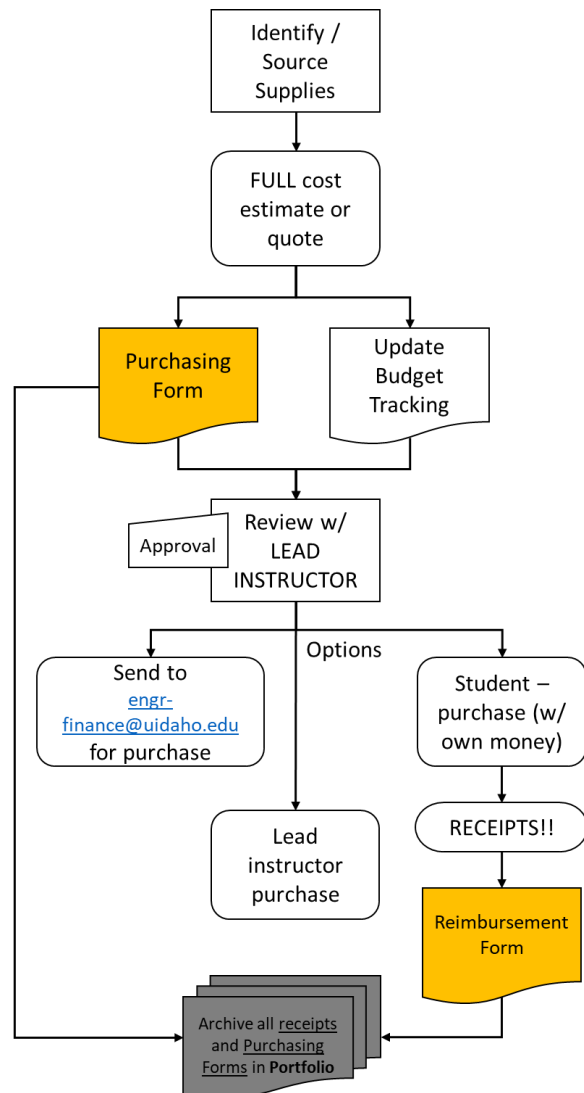 Identify /
Source
Supplies
FULL cost
estimate or
quote
Purchasing
Form
Update
Budget
Tracking
Approval
Review w/
LEAD
INSTRUCTOR
Options
Send to
engr-
finance@uidaho.edu
for purchase
Student –
purchase (w/
own money)
Lead
instructor
purchase
RECEIPTS!!
Reimbursement
Form
Archive all receipts
and Purchasing
Forms in Portfolio